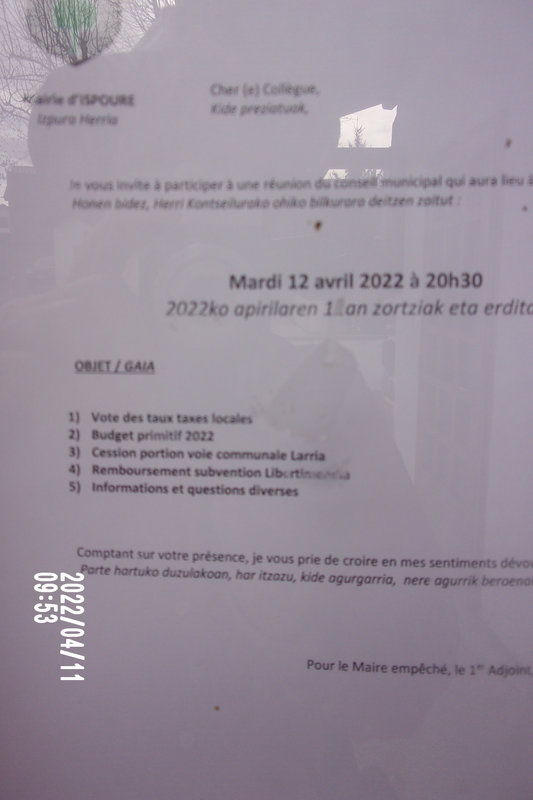 Mairie d'ISPOURE
Izpura Herria
Cher (e) Collègue,
Kide preziatuak,
Je vous invite à participer à une réunion du conseil municipal qui aura lieu
Honen bidez, Herri Kontseilurako ohiko bilkurara deitzen zaitut :
Mardi 12 avril 2022 à 20h30
2022ko apirilaren zortziak eta
OBJET / GAIA
1) Vote des taux taxes locales
2) Budget primitif 2022
3) Cession portion voie communale Larria
4) Remboursement subvention
5) Informations et questions diverses
Comptant sur votre présence, je vous prie de croire en mes sentiments
Parte hartuko duzulakoan, har itzazu, kide agurgarria, nere agurrik
Pour le Maire empêché, le 1er Adjoint
2022/04/11
09:53